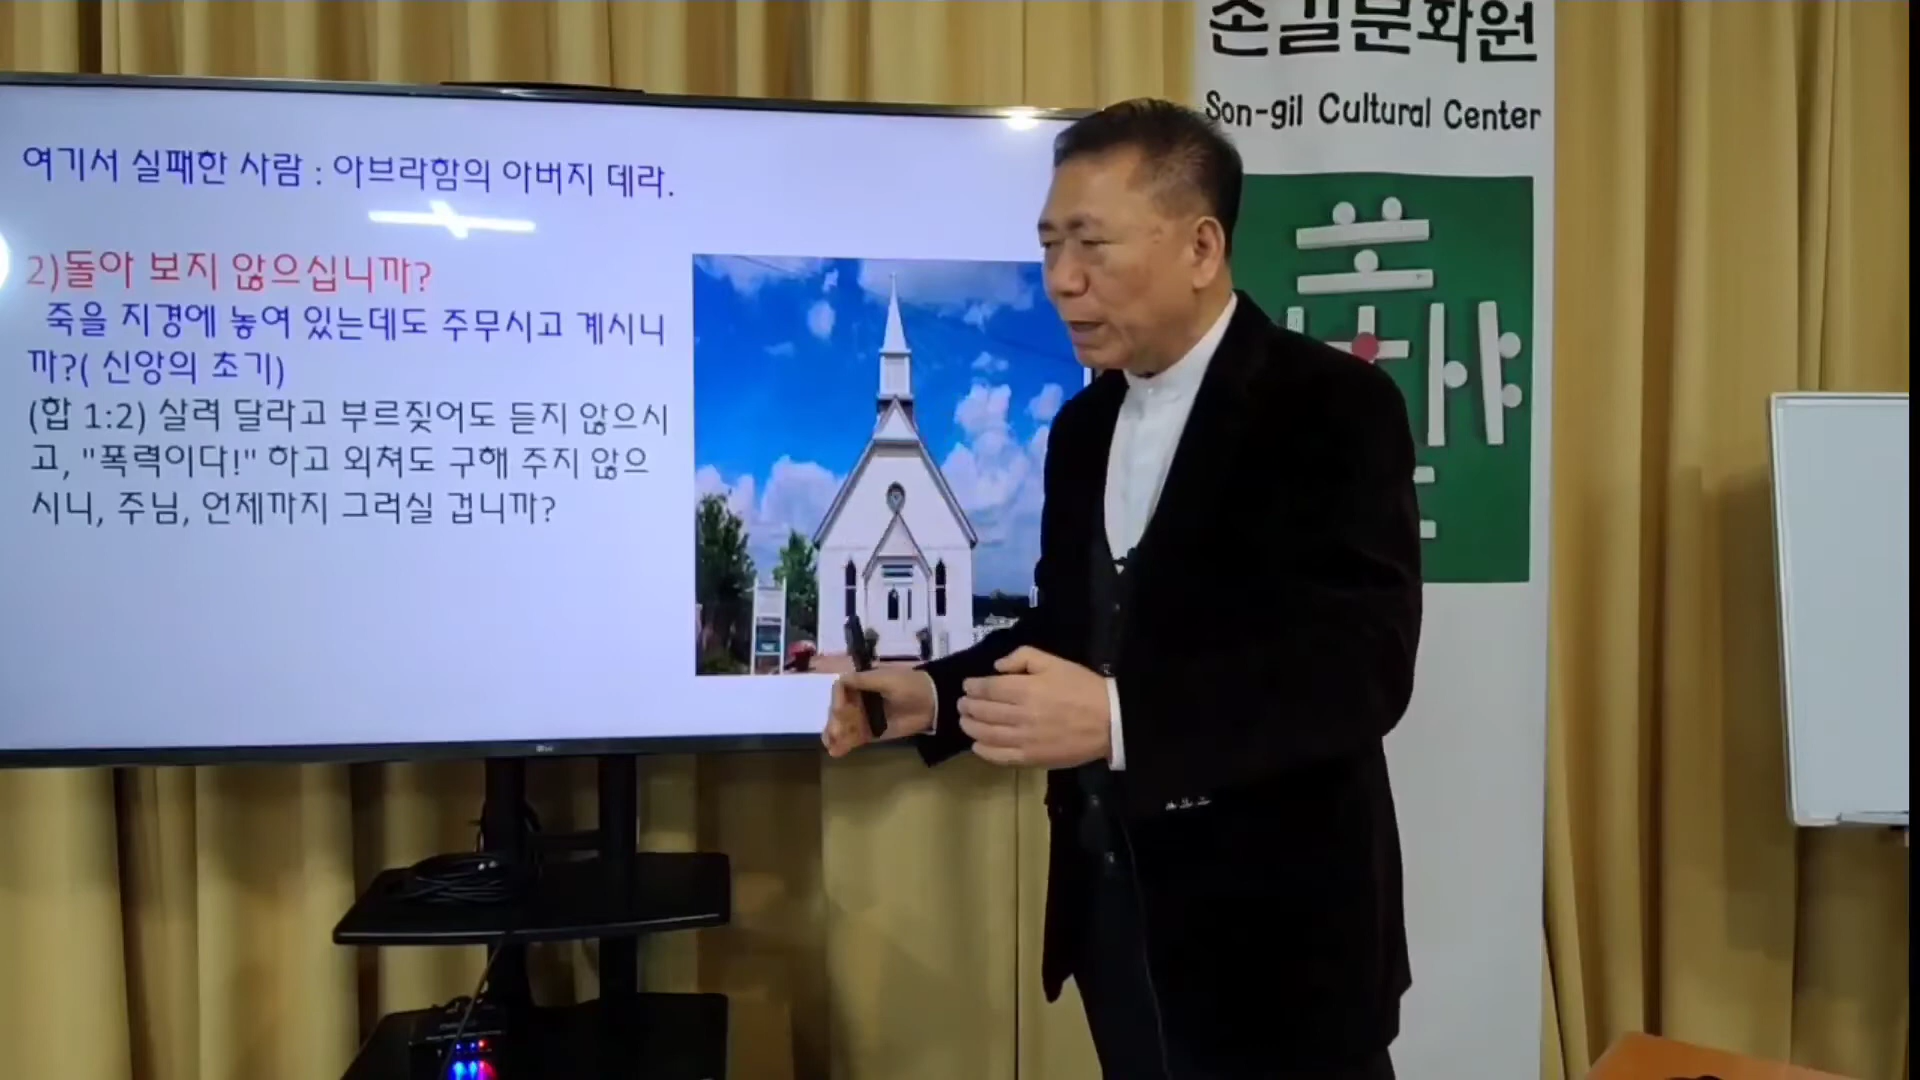 손길문화원
Son-gil Cultural Center
여기서 실패한 사람 : 아브라함의 아버지 데라.
2)돌아 보지 않으십니까?
죽을 지경에 놓여 있는데도 주무시고 계시니
까?( 신앙의 초기)
(합 1:2) 살려 달라고 부르짖어도 듣지 않으시
고, "폭력이다!" 하고 외쳐도 구해 주지 않으
시니, 주님, 언제까지 그러실 겁니까?